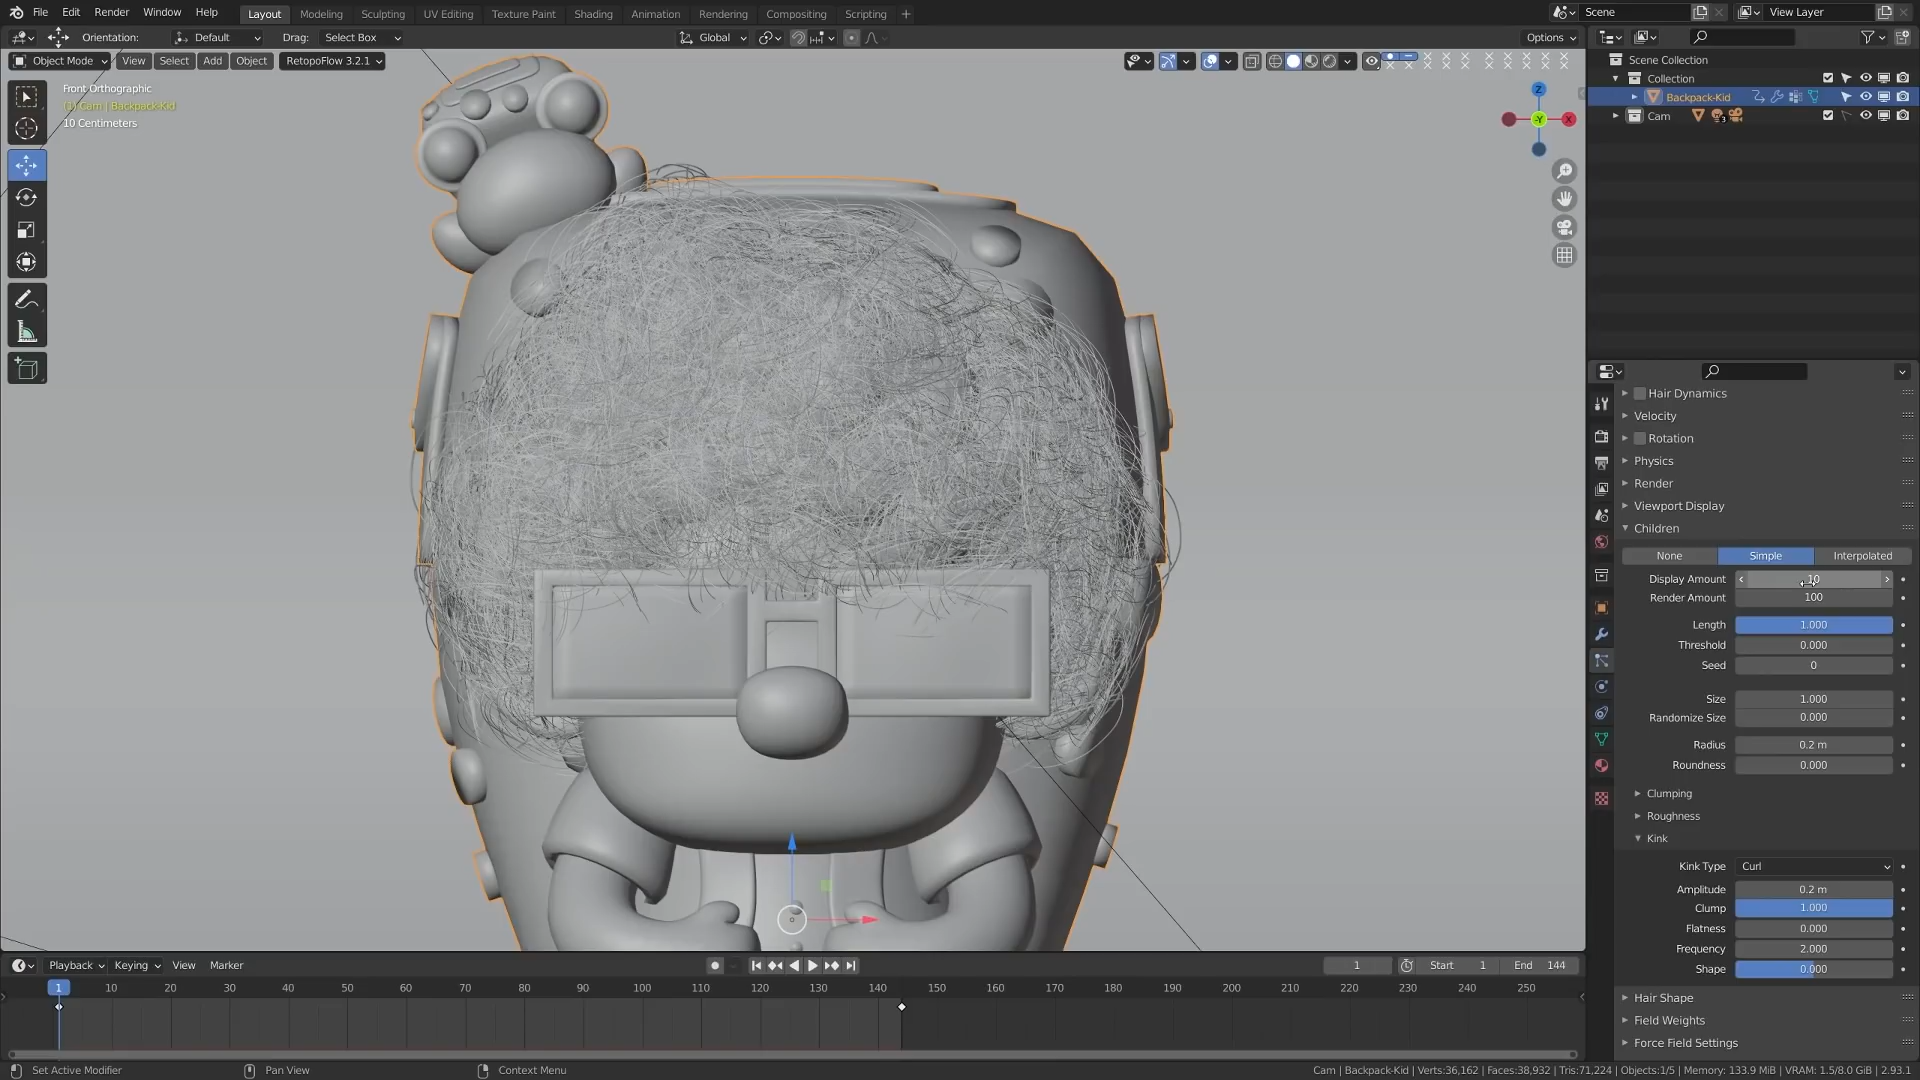 File Edit Render Window Help Layout Modeling Sculpting UV Editing Texture Paint Shading Animation Rendering Compositing Scripting + Scene View Layer
Orientation: Default Drag: Select Box Global Options
Object Mode View Select Add Object RetopoFlow 3.2.1
Front Orthographic
(1) Cam | Backpack-Kid
10 Centimeters
Z
-Y
X
Scene Collection
Collection
Backpack-Kid
Cam
3
Hair Dynamics
Velocity
Rotation
Physics
Render
Viewport Display
Children
None Simple Interpolated
Display Amount 10
Render Amount 100
Length 1.000
Threshold 0.000
Seed 0
Size 1.000
Randomize Size 0.000
Radius 0.2 m
Roundness 0.000
Clumping
Roughness
Kink
Kink Type Curl
Amplitude 0.2 m
Clump 1.000
Flatness 0.000
Frequency 2.000
Shape 0.000
Hair Shape
Field Weights
Force Field Settings
Playback Keying View Marker 1 Start 1 End 144
1 10 20 30 40 50 60 70 80 90 100 110 120 130 140 150 160 170 180 190 200 210 220 230 240 250
Set Active Modifier Pan View Context Menu Cam | Backpack-Kid | Verts:36,162 | Faces:38,932 | Tris:71,224 | Objects:1/5 | Memory: 133.9 MiB | VRAM: 1.5/8.0 GiB | 2.93.1